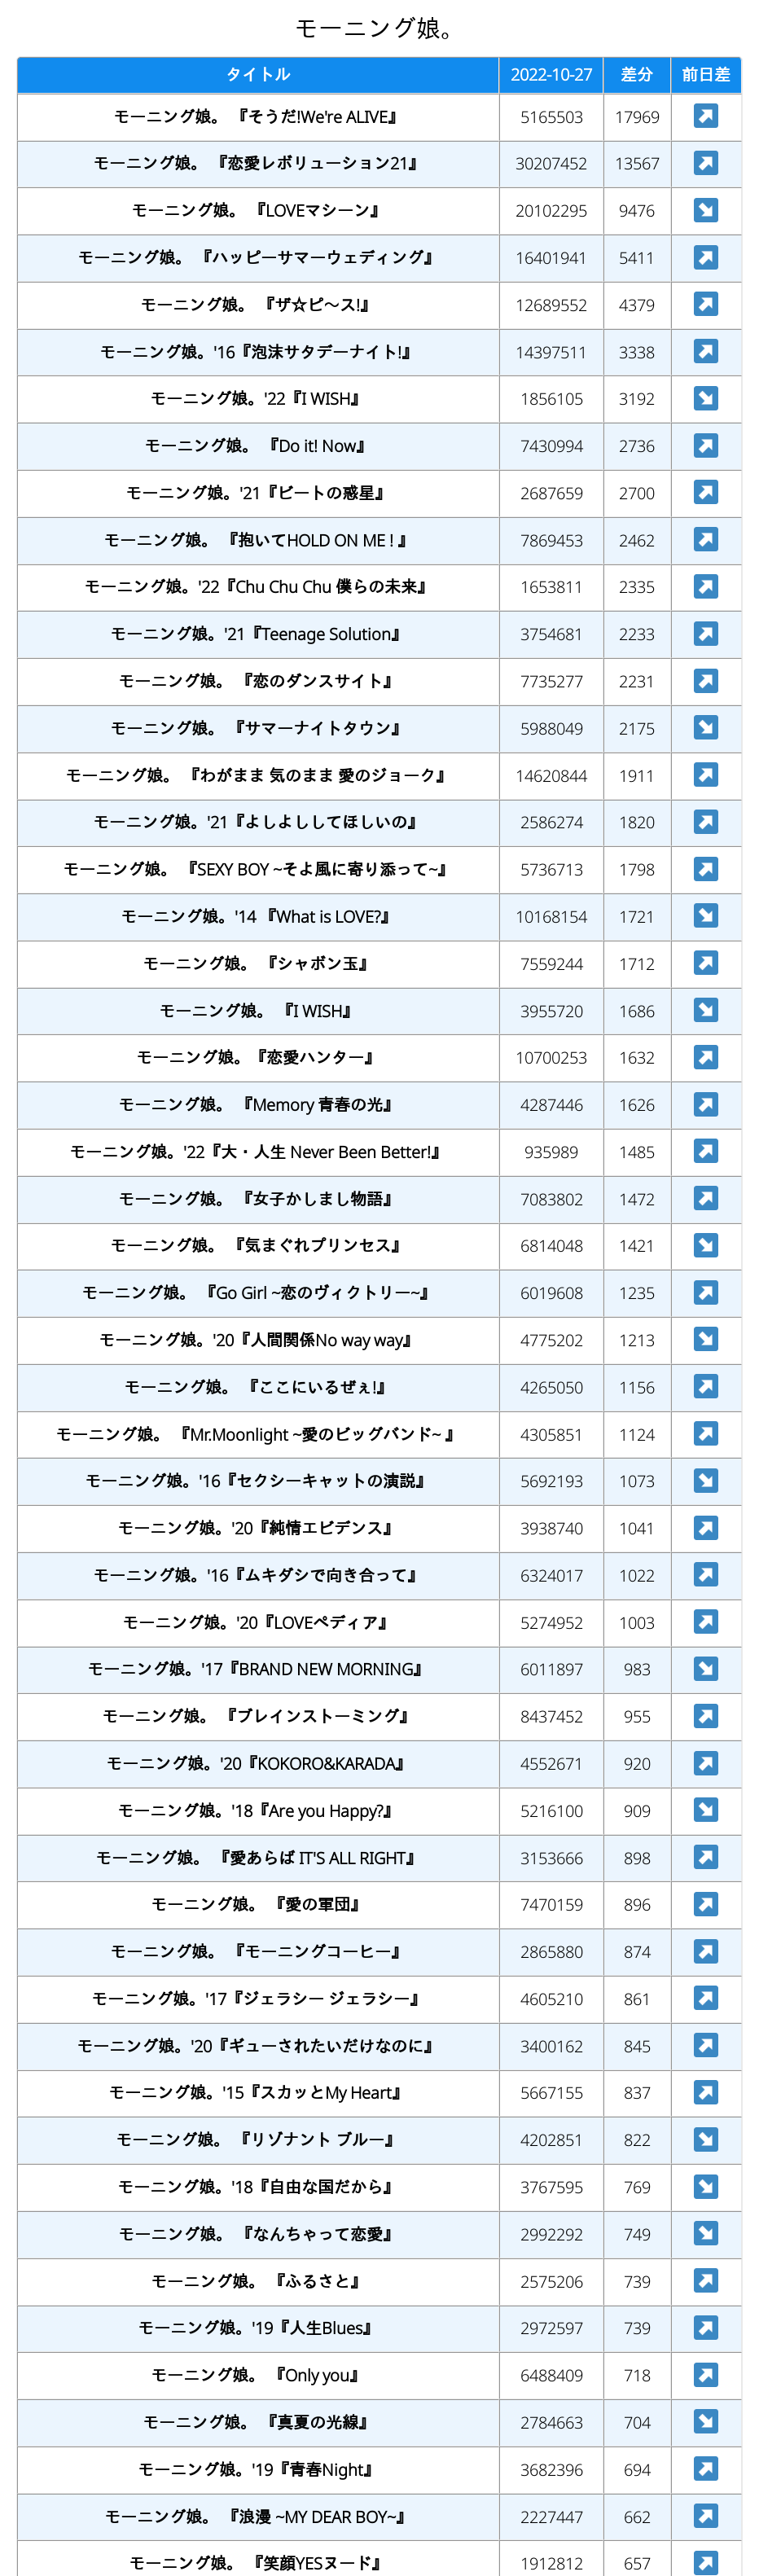 モーニング娘。
タイトル 2022-10-27 差分 前日差
モーニング娘。 『そうだ!We're ALIVE』 5165503 17969
モーニング娘。 『恋愛レボリューション21』 30207452 13567
モーニング娘。 『LOVEマシーン』 20102295 9476
モーニング娘。 『ハッピーサマーウェディング』 16401941 5411
モーニング娘。 『ザ☆ピ〜ス!』 12689552 4379
モーニング娘。'16『泡沫サタデーナイト!』 14397511 3338
モーニング娘。'22『I WISH』 1856105 3192
モーニング娘。 『Do it! Now』 7430994 2736
モーニング娘。'21『ビートの惑星』 2687659 2700
モーニング娘。 『抱いてHOLD ON ME ! 』 7869453 2462
モーニング娘。'22『Chu Chu Chu 僕らの未来』 1653811 2335
モーニング娘。'21『Teenage Solution』 3754681 2233
モーニング娘。 『恋のダンスサイト』 7735277 2231
モーニング娘。 『サマーナイトタウン』 5988049 2175
モーニング娘。 『わがまま 気のまま 愛のジョーク』 14620844 1911
モーニング娘。'21『よしよししてほしいの』 2586274 1820
モーニング娘。 『SEXY BOY ~そよ風に寄り添って~』 5736713 1798
モーニング娘。'14 『What is LOVE?』 10168154 1721
モーニング娘。 『シャボン玉』 7559244 1712
モーニング娘。 『I WISH』 3955720 1686
モーニング娘。『恋愛ハンター』 10700253 1632
モーニング娘。 『Memory 青春の光』 4287446 1626
モーニング娘。'22『大・人生 Never Been Better!』 935989 1485
モーニング娘。 『女子かしまし物語』 7083802 1472
モーニング娘。 『気まぐれプリンセス』 6814048 1421
モーニング娘。 『Go Girl ~恋のヴィクトリー~』 6019608 1235
モーニング娘。'20『人間関係No way way』 4775202 1213
モーニング娘。 『ここにいるぜぇ!』 4265050 1156
モーニング娘。 『Mr.Moonlight ~愛のビッグバンド~ 』 4305851 1124
モーニング娘。'16『セクシーキャットの演説』 5692193 1073
モーニング娘。'20『純情エビデンス』 3938740 1041
モーニング娘。'16『ムキダシで向き合って』 6324017 1022
モーニング娘。'20『LOVEペディア』 5274952 1003
モーニング娘。'17『BRAND NEW MORNING』 6011897 983
モーニング娘。 『ブレインストーミング』 8437452 955
モーニング娘。'20『KOKORO&KARADA』 4552671 920
モーニング娘。'18『Are you Happy?』 5216100 909
モーニング娘。 『愛あらば IT'S ALL RIGHT』 3153666 898
モーニング娘。 『愛の軍団』 7470159 896
モーニング娘。 『モーニングコーヒー』 2865880 874
モーニング娘。'17『ジェラシー ジェラシー』 4605210 861
モーニング娘。'20『ギューされたいだけなのに』 3400162 845
モーニング娘。'15『スカッとMy Heart』 5667155 837
モーニング娘。 『リゾナント ブルー』 4202851 822
モーニング娘。'18『自由な国だから』 3767595 769
モーニング娘。 『なんちゃって恋愛』 2992292 749
モーニング娘。 『ふるさと』 2575206 739
モーニング娘。'19『人生Blues』 2972597 739
モーニング娘。 『Only you』 6488409 718
モーニング娘。 『真夏の光線』 2784663 704
モーニング娘。'19『青春Night』 3682396 694
モーニング娘。 『浪漫 ~MY DEAR BOY~』 2227447 662
モーニング娘。 『笑顔YESヌード』 1912812 657